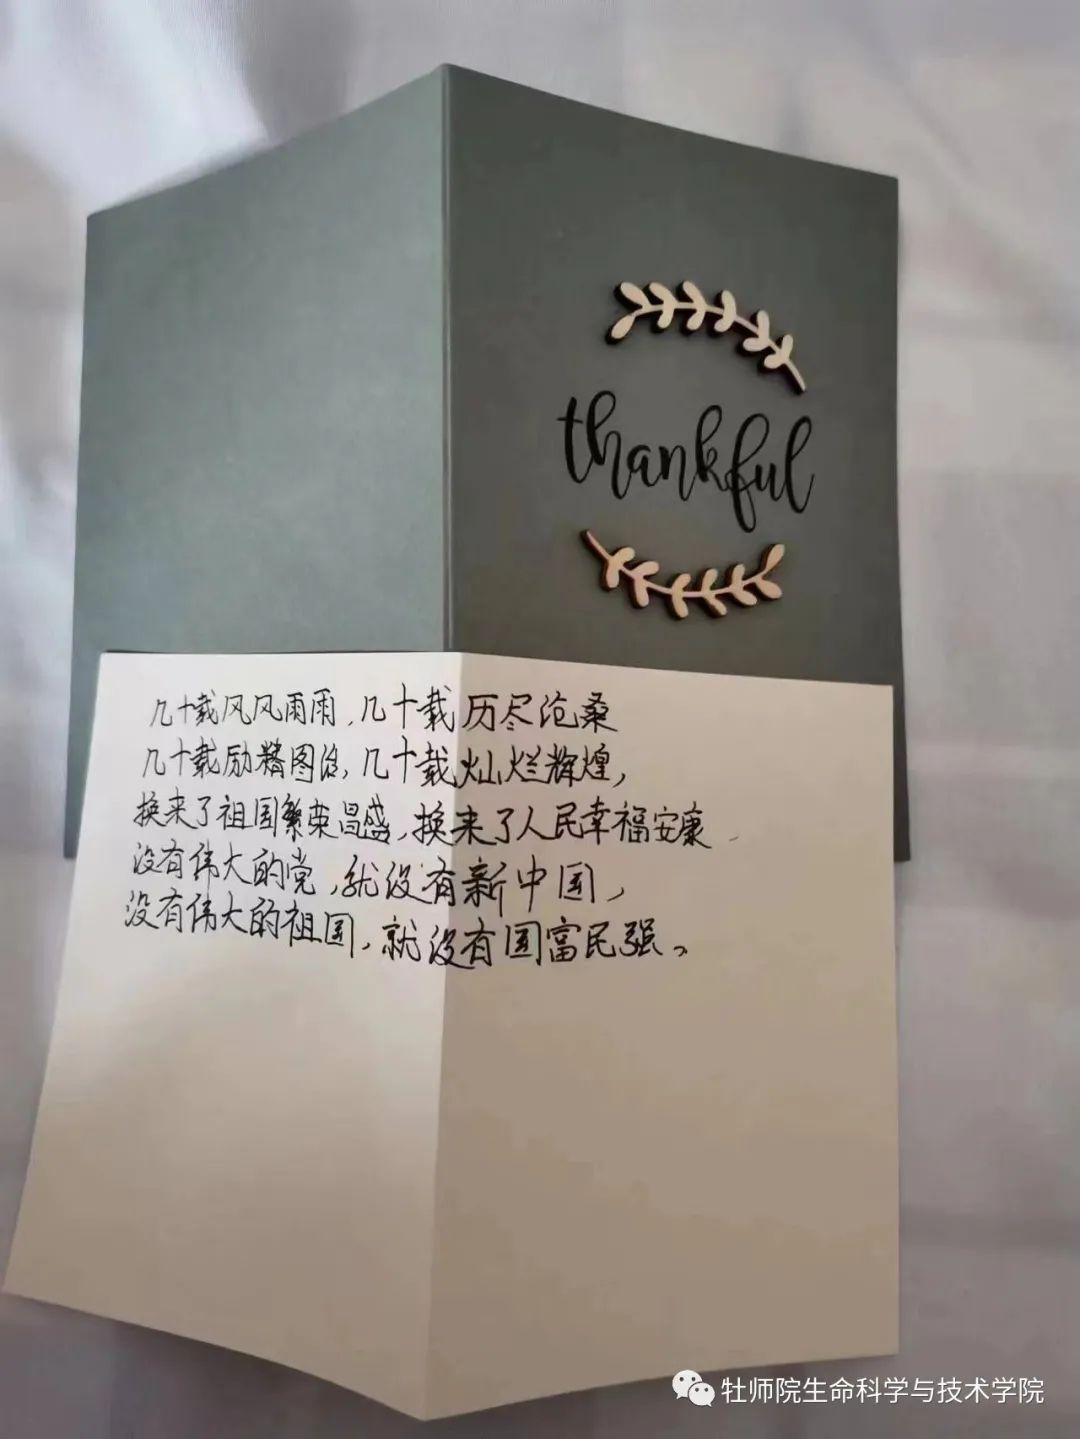 thankful
几十载风风雨雨,几十载历尽沧桑
几十载励精图治,几十载灿烂辉煌,
换来了祖国繁荣昌盛,换来了人民幸福安康.
没有伟大的党,就没有新中国,
没有伟大的祖国,就没有国富民强。
牡师院生命科学与技术学院